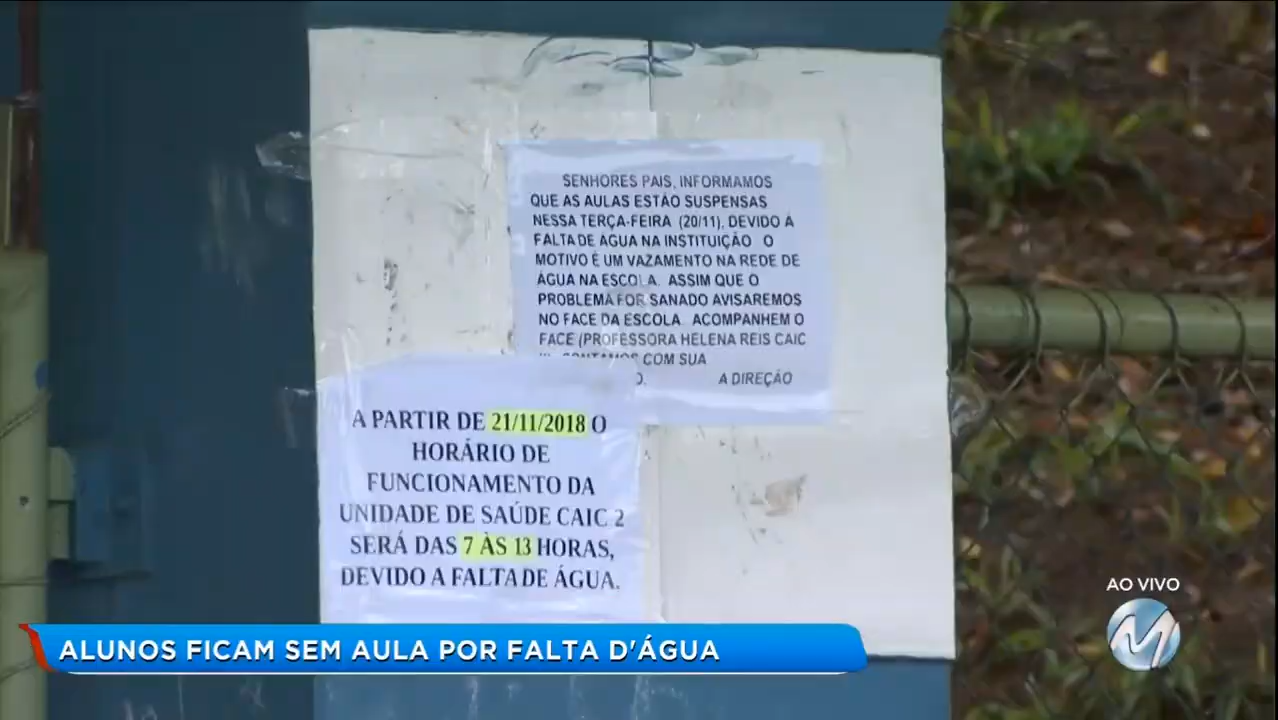 SENHORES PAIS, INFORMAMOS
QUE AS AULAS ESTÃO SUSPENSAS
NESSA TERÇA-FEIRA (20/11), DEVIDO À
FALTA DE ÁGUA NA INSTITUIÇÃO O
MOTIVO É UM VAZAMENTO NA REDE DE
ÁGUA NA ESCOLA. ASSIM QUE O
PROBLEMA FOR SANADO AVISAREMOS
NO FACE DA ESCOLA. ACOMPANHEM O
FACE (PROFESSORA HELENA REIS CAIC
CONTAMOS COM SUA
A DIREÇÃO
A PARTIR DE 21/11/2018 O
HORÁRIO DE
FUNCIONAMENTO DA
UNIDADE DE SAÚDE CAIC 2
SERÁ DAS 7 ÀS 13 HORAS,
DEVIDO A FALTA DE ÁGUA.
AO VIVO
ALUNOS FICAM SEM AULA POR FALTA D'ÁGUA